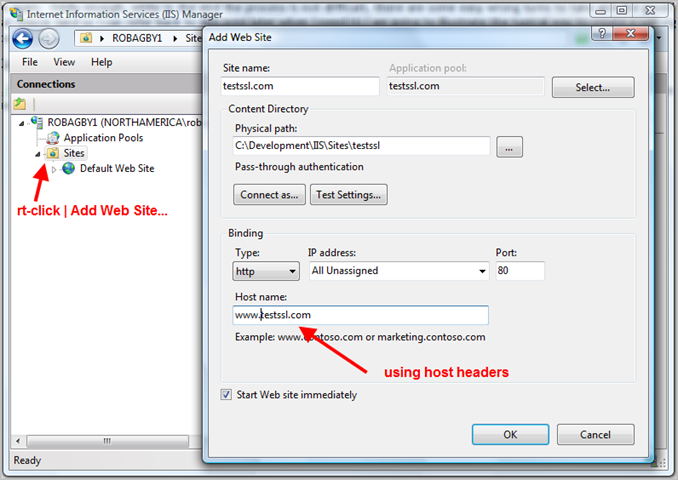 Internet Information Services (IIS) Manager
ROBAGBY1 ▸ Sites
File View Help
Connections
ROBAGBY1 (NORTHAMERICA\rob
Application Pools
Sites
Default Web Site
rt-click | Add Web Site...
Ready
Add Web Site
Site name:
Application pool:
testssl.com
testssl.com
Select...
Content Directory
Physical path:
C:\Development\IIS\Sites\testssl
...
Pass-through authentication
Connect as...
Test Settings...
Binding
Type:
IP address:
Port:
http
All Unassigned
80
Host name:
www.testssl.com
Example: www.contoso.com or marketing.contoso.com
using host headers
Start Web site immediately
OK
Cancel